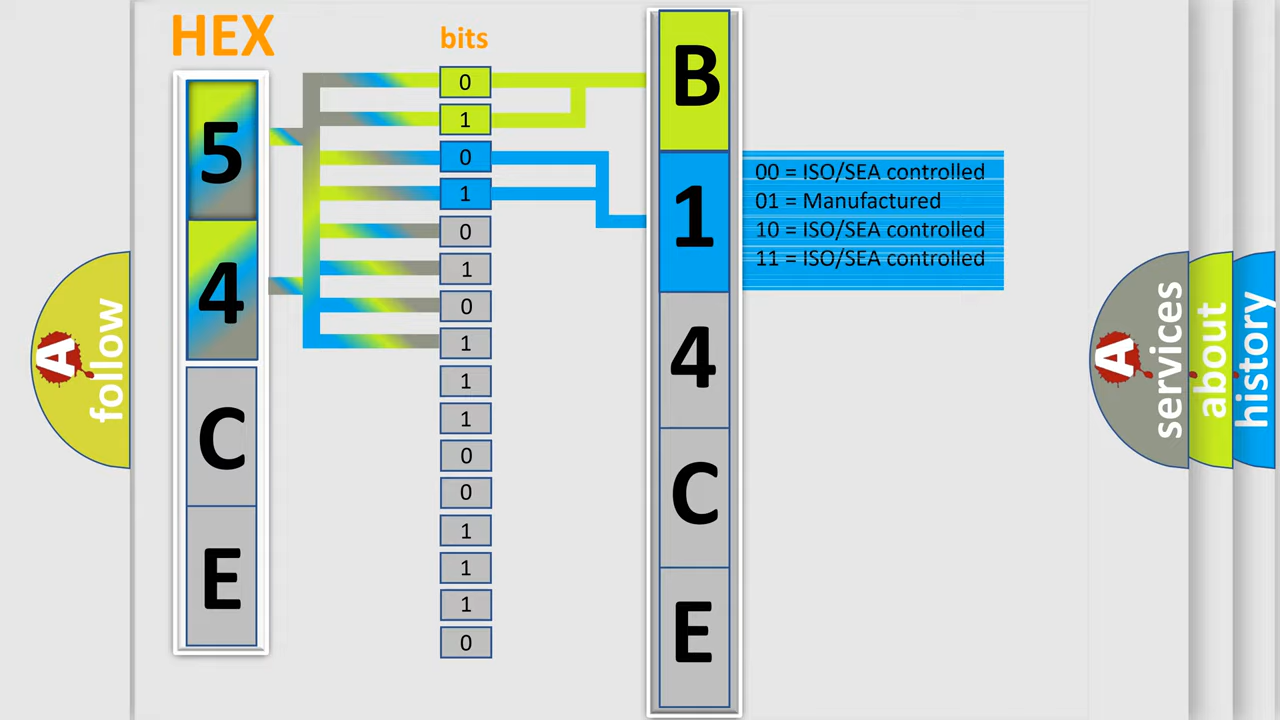 HEX
bits
5
4
C
E
0
1
0
1
0
1
0
1
1
1
0
0
1
1
1
0
B
1
4
C
E
00 = ISO/SEA controlled
01 = Manufactured
10 = ISO/SEA controlled
11 = ISO/SEA controlled
A
follow
A
services
about
history